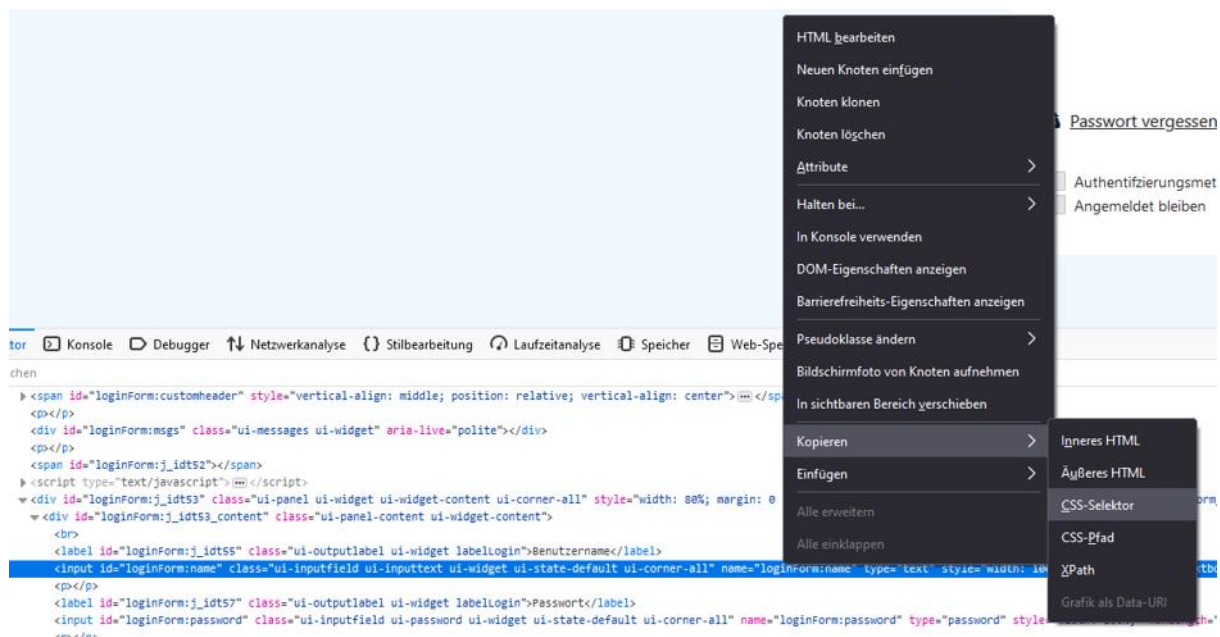 HTML bearbeiten
Neuen Knoten einfügen
Knoten klonen
Knoten löschen
Attribute
Halten bei...
In Konsole verwenden
DOM-Eigenschaften anzeigen
Barrierefreiheits-Eigenschaften anzeigen
Pseudoklasse ändern
Bildschirmfoto von Knoten aufnehmen
In sichtbaren Bereich verschieben
Kopieren
Einfügen
Alle erweitern
Alle einklappen
Inneres HTML
Äußeres HTML
CSS-Selektor
CSS-Pfad
XPath
Grafik als Data-URI
Passwort vergessen
Authentifzierungsmet
Angemeldet bleiben
tor Konsole Debugger Netzwerkanalyse {} Stilbearbeitung Laufzeitanalyse Speicher Web-Spe
chen
<span id="loginForm:customheader" style="vertical-align: middle; position: relative; vertical-align: center"></sp
<p></p>
<div id="loginForm:msgs" class="ui-messages ui-widget" aria-live="polite"></div>
<p></p>
<span id="loginForm:j_idt52"></span>
<script type="text/javascript"></script>
<div id="loginForm:j_idt53" class="ui-panel ui-widget ui-widget-content ui-corner-all" style="width: 80%; margin: 0
<div id="loginForm:j_idt53_content" class="ui-panel-content ui-widget-content">
<br>
<label id="loginForm:j_idt55" class="ui-outputlabel ui-widget labelLogin">Benutzername</label>
<input id="loginForm:name" class="ui-inputfield ui-inputtext ui-widget ui-state-default ui-corner-all" name="loginForm:name" type="text" style="width: 10
<p></p>
<label id="loginForm:j_idt57" class="ui-outputlabel ui-widget labelLogin">Passwort</label>
<input id="loginForm:password" class="ui-inputfield ui-password ui-widget ui-state-default ui-corner-all" name="loginForm:password" type="password" style